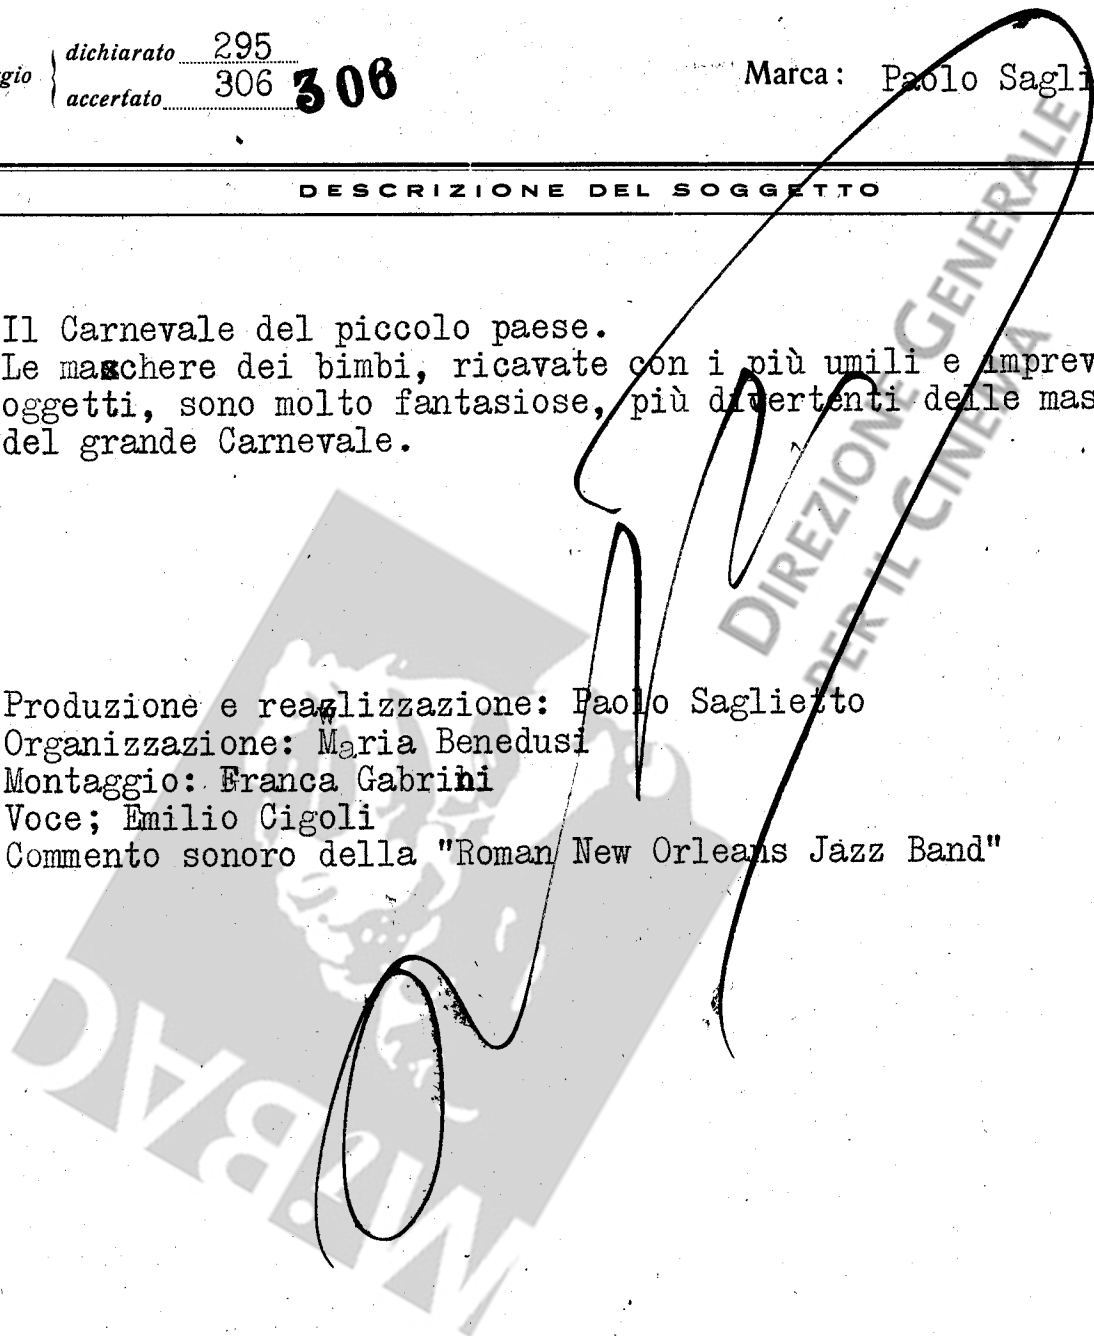 gio
dichiarato 295
accertato 306 306
Marca: Paolo Sagli
DESCRIZIONE DEL SOGGETTO
Il Carnevale del piccolo paese.
Le maschere dei bimbi, ricavate con i più umili e imprev
oggetti, sono molto fantasiose, più divertenti delle mas
del grande Carnevale.
Produzione e reazlizzazione: Paolo Saglietto
Organizzazione: Maria Benedusi
Montaggio: Franca Gabrini
Voce; Emilio Cigoli
Commento sonoro della "Roman New Orleans Jazz Band"
DIREZIONE GENERALE
PER IL CINEMA
MiBAC